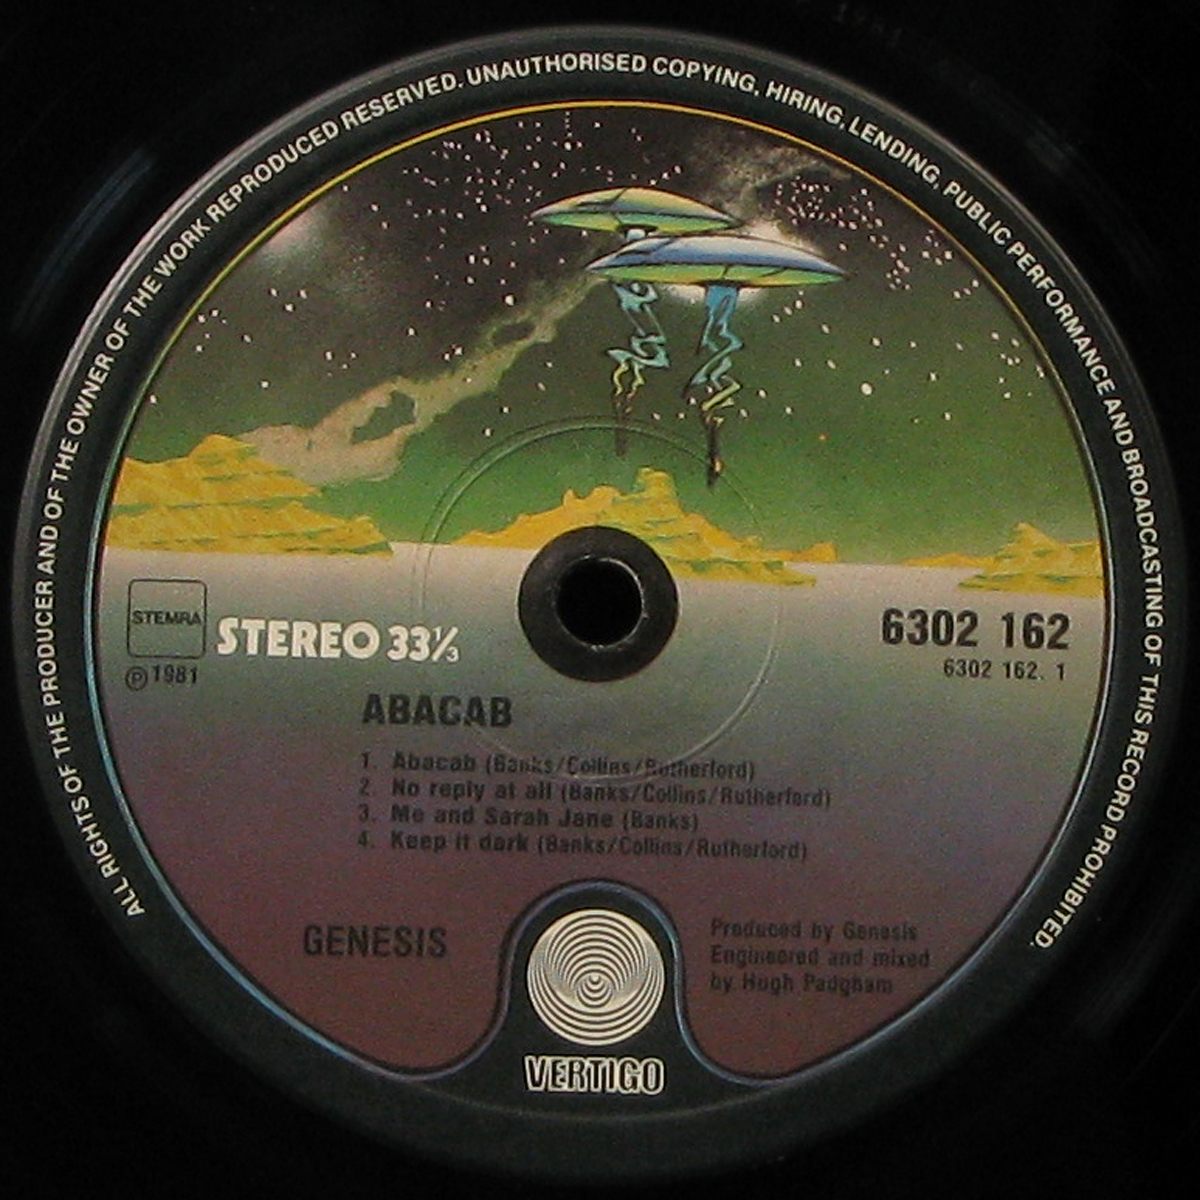 ALL RIGHTS OF THE PRODUCER AND OF THE OWNER OF THE WORK REPRODUCED RESERVED. UNAUTHORISED COPYING, HIRING, LENDING, PUBLIC PERFORMANCE AND BROADCASTING OF THIS RECORD PROHIBITED.
STEMRA
STEREO 33⅓
Ⓟ 1981
6302 162
6302 162. 1
ABACAB
1. Abacab (Banks/Collins/Rutherford)
2. No reply at all (Banks/Collins/Rutherford)
3. Me and Sarah Jane (Banks)
4. Keep it dark (Banks/Collins/Rutherford)
GENESIS
Produced by Genesis
Engineered and mixed
by Hugh Padgham
VERTIGO